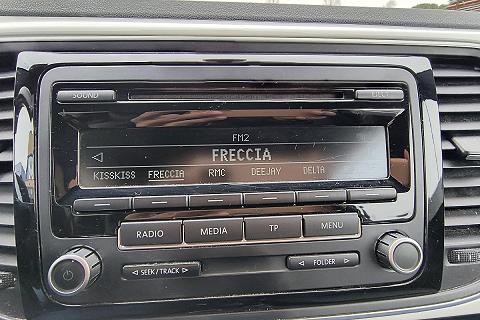 SOUND
EJECT
FM2
FRECCIA
KISSKISS FRECCIA RMC DEEJAY DELTA
RADIO MEDIA TP MENU
SEEK/TRACK FOLDER